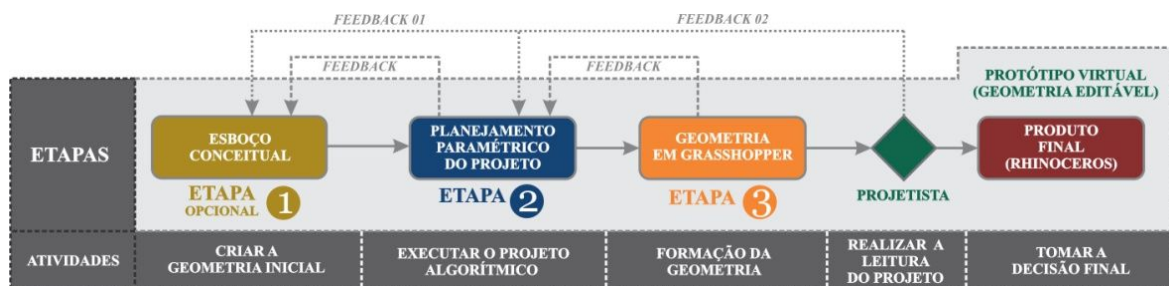 FEEDBACK 01
FEEDBACK 02
FEEDBACK
FEEDBACK
PROTÓTIPO VIRTUAL
(GEOMETRIA EDITÁVEL)
ETAPAS
ESBOÇO
CONCEITUAL
PLANEJAMENTO
PARAMÉTRICO
DO PROJETO
GEOMETRIA
EM GRASSHOPPER
PRODUTO
FINAL
(RHINOCEROS)
ETAPA
OPCIONAL
1
ETAPA 2
ETAPA 3
PROJETISTA
ATIVIDADES
CRIAR A
GEOMETRIA INICIAL
EXECUTAR O PROJETO
ALGORÍTMICO
FORMAÇÃO DA
GEOMETRIA
REALIZAR A
LEITURA
DO PROJETO
TOMAR A
DECISÃO FINAL